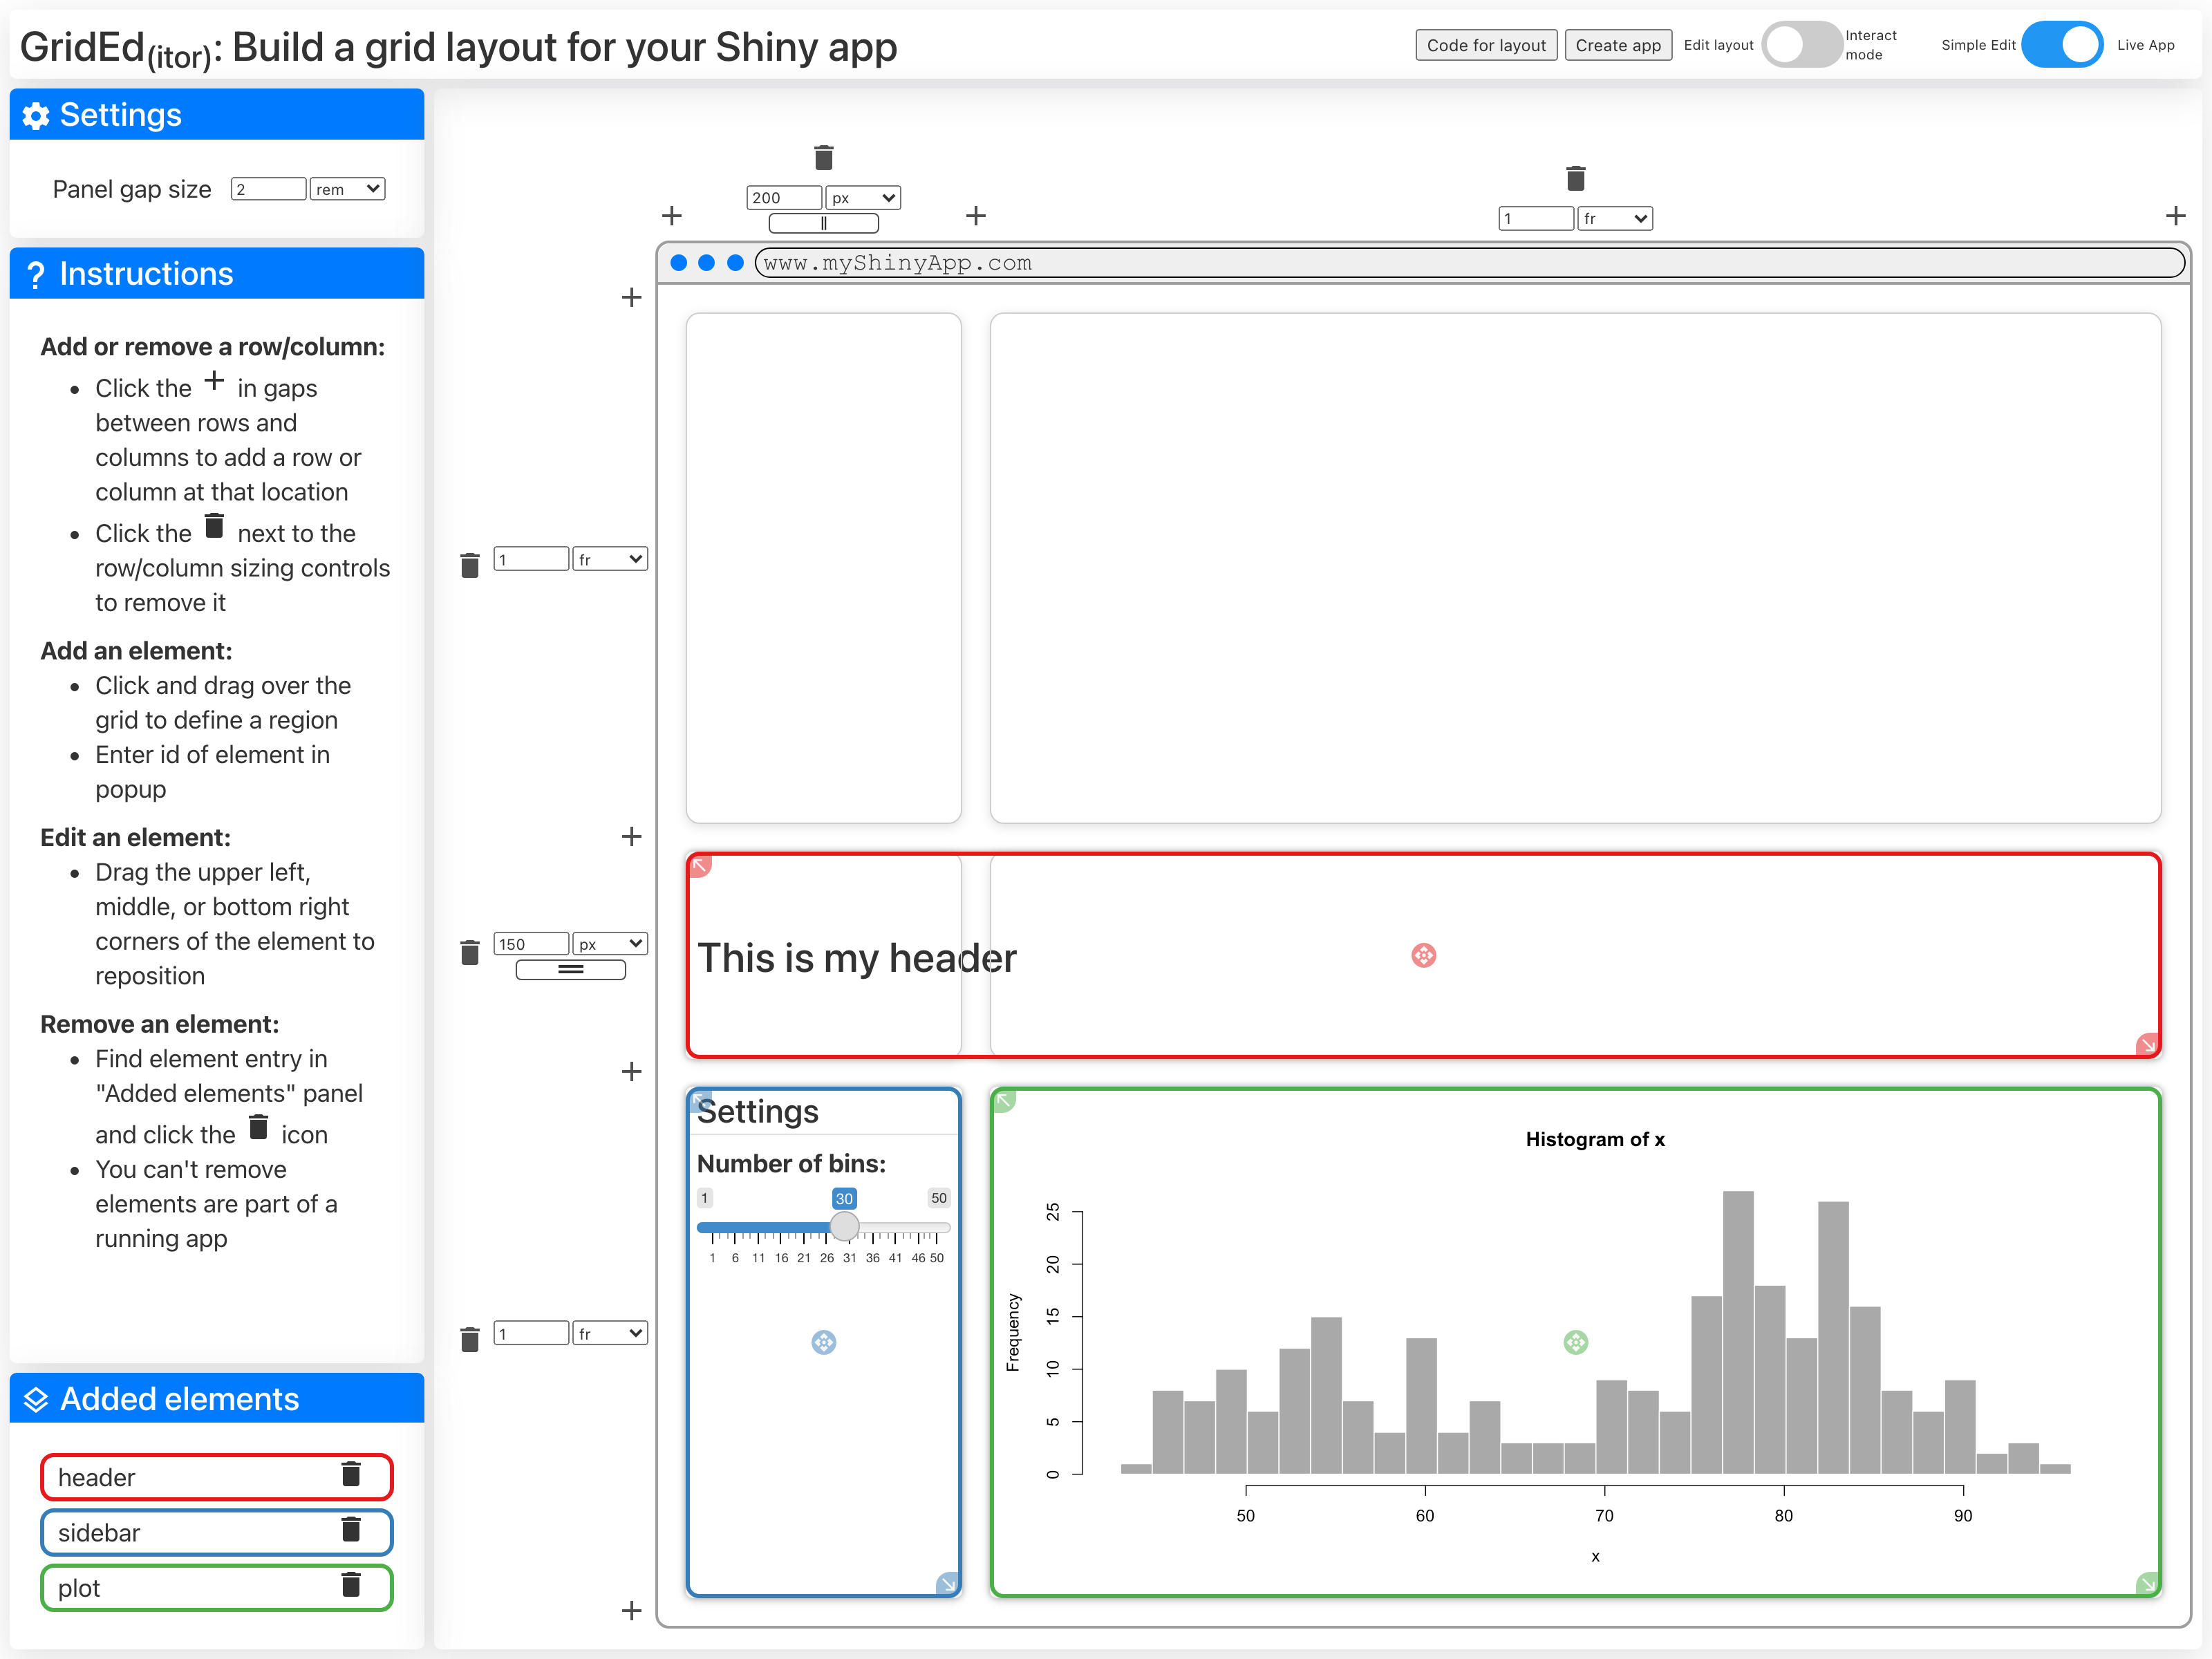 GridEd(itor): Build a grid layout for your Shiny app
Code for layout
Create app
Edit layout
Interact
mode
Simple Edit
Live App
Settings
Panel gap size
2
rem
? Instructions
Add or remove a row/column:
Click the + in gaps
between rows and
columns to add a row or
column at that location
Click the next to the
row/column sizing controls
to remove it
Add an element:
Click and drag over the
grid to define a region
Enter id of element in
popup
Edit an element:
Drag the upper left,
middle, or bottom right
corners of the element to
reposition
Remove an element:
Find element entry in
"Added elements" panel
and click the icon
You can't remove
elements are part of a
running app
Added elements
header
sidebar
plot
200
px
1
fr
www.myShinyApp.com
1
fr
150
px
1
fr
This is my header
Settings
Number of bins:
1 30 50
1 6 11 16 21 26 31 36 41 46 50
Histogram of x
Frequency
25
20
15
10
5
0
50 60 70 80 90
x